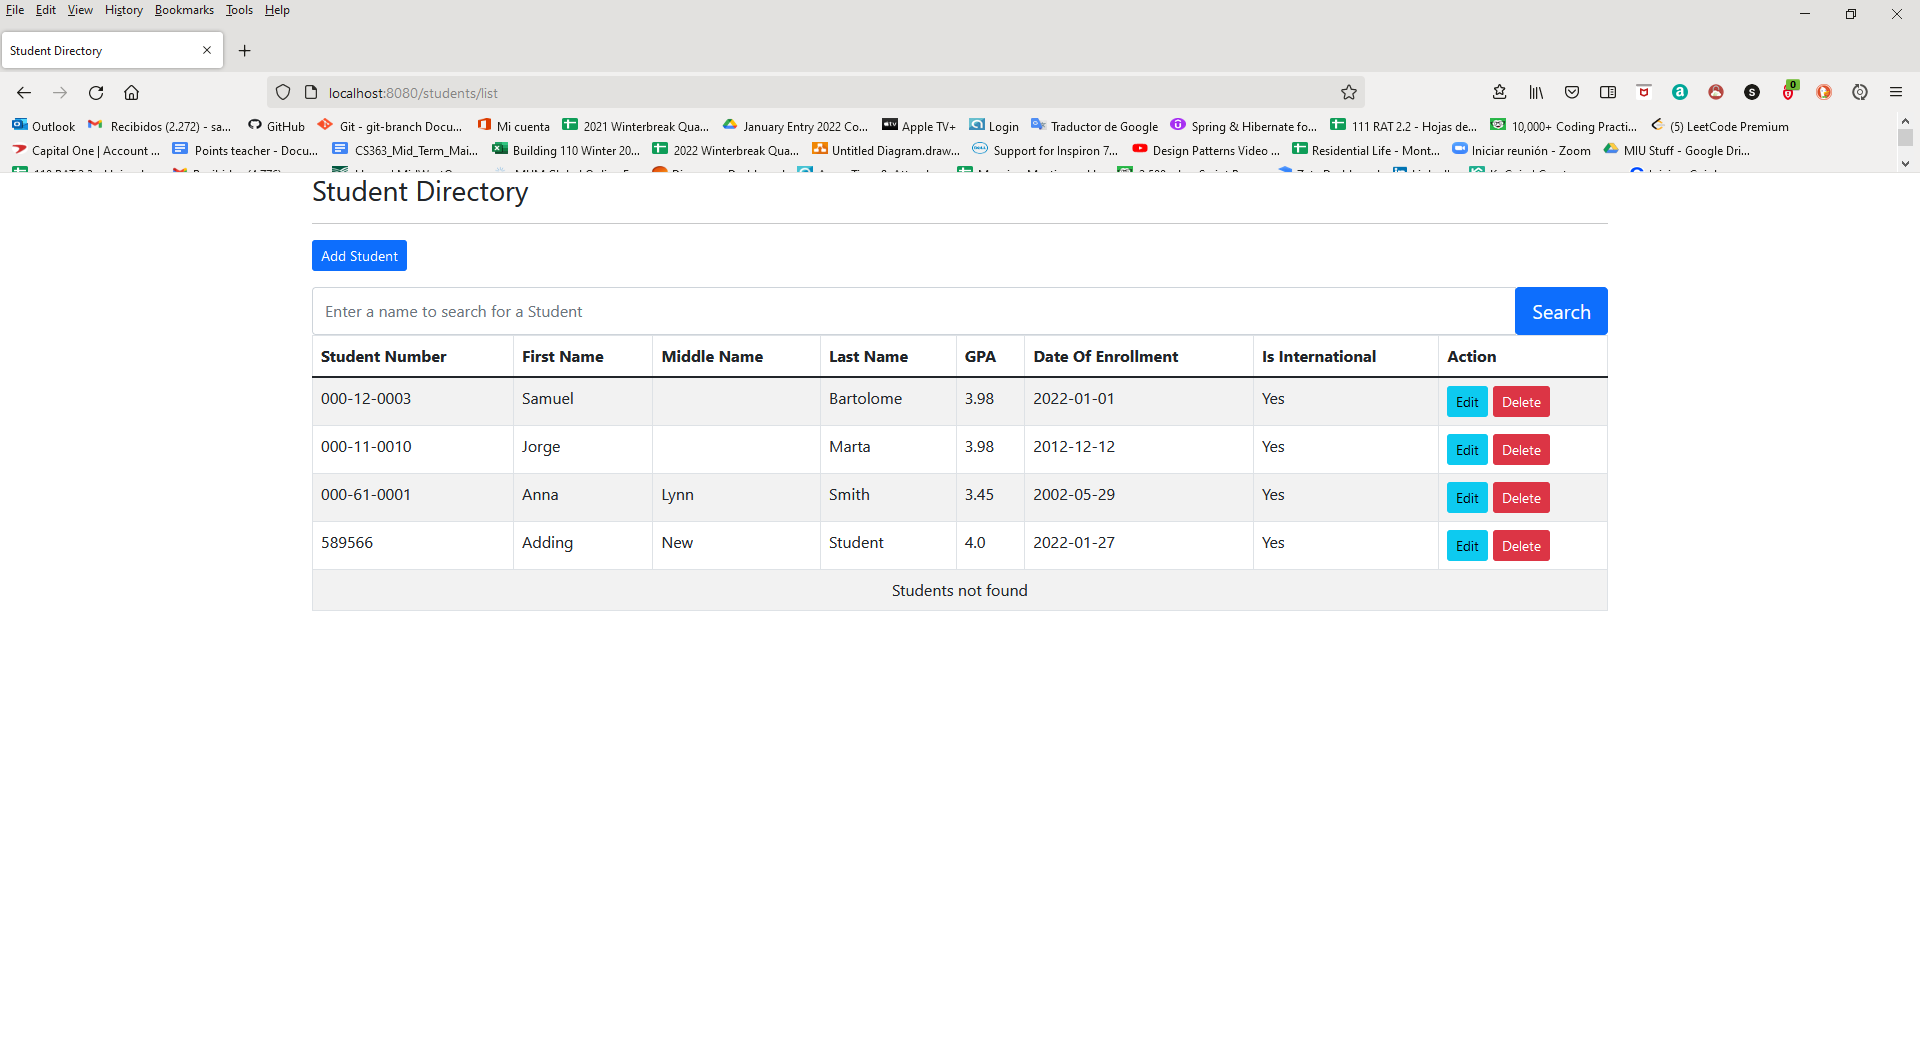 File Edit View History Bookmarks Tools Help
Student Directory
localhost:8080/students/list
0
Outlook Recibidos (2.272) - sa... GitHub Git - git-branch Docu... Mi cuenta 2021 Winterbreak Qua... January Entry 2022 Co... Apple TV+ Login Traductor de Google Spring & Hibernate fo... 111 RAT 2.2 - Hojas de... 10,000+ Coding Practi... (5) LeetCode Premium
Capital One | Account ... Points teacher - Docu... CS363_Mid_Term_Mai... Building 110 Winter 20... 2022 Winterbreak Qua... Untitled Diagram.draw... Support for Inspiron 7... Design Patterns Video ... Residential Life - Mont... Iniciar reunión - Zoom MIU Stuff - Google Dri...
Student Directory
Add Student
Enter a name to search for a Student Search
Student Number First Name Middle Name Last Name GPA Date Of Enrollment Is International Action
000-12-0003 Samuel Bartolome 3.98 2022-01-01 Yes Edit Delete
000-11-0010 Jorge Marta 3.98 2012-12-12 Yes Edit Delete
000-61-0001 Anna Lynn Smith 3.45 2002-05-29 Yes Edit Delete
589566 Adding New Student 4.0 2022-01-27 Yes Edit Delete
Students not found